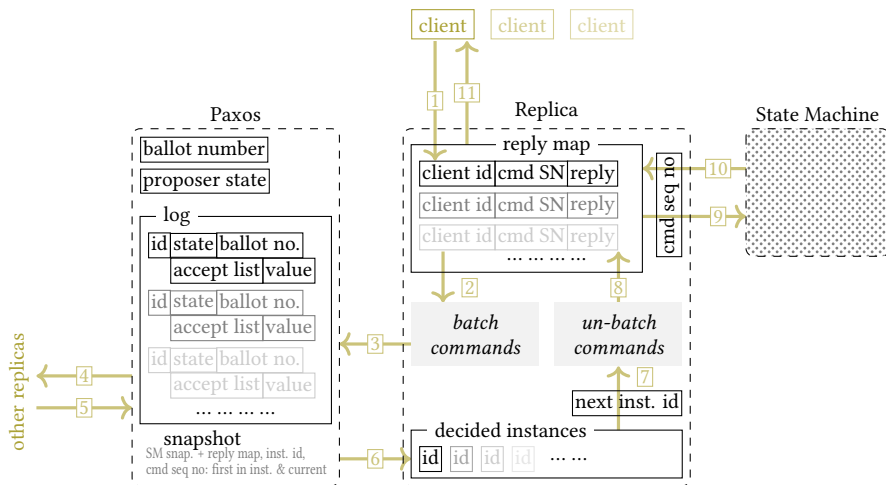 client client client
1 11
Paxos Replica State Machine
ballot number
proposer state
reply map
client id cmd SN reply
client id cmd SN reply
client id cmd SN reply
... ... ... ...
cmd seq no
10
9
log
id state ballot no.
accept list value
id state ballot no.
accept list value
id state ballot no.
accept list value
... ... ... ...
2 8
batch
commands
un-batch
commands
3
other replicas
4
5
7
next inst. id
snapshot
SM snap. + reply map, inst. id,
cmd seq no: first in inst. & current
6
decided instances
id id id id ... ...